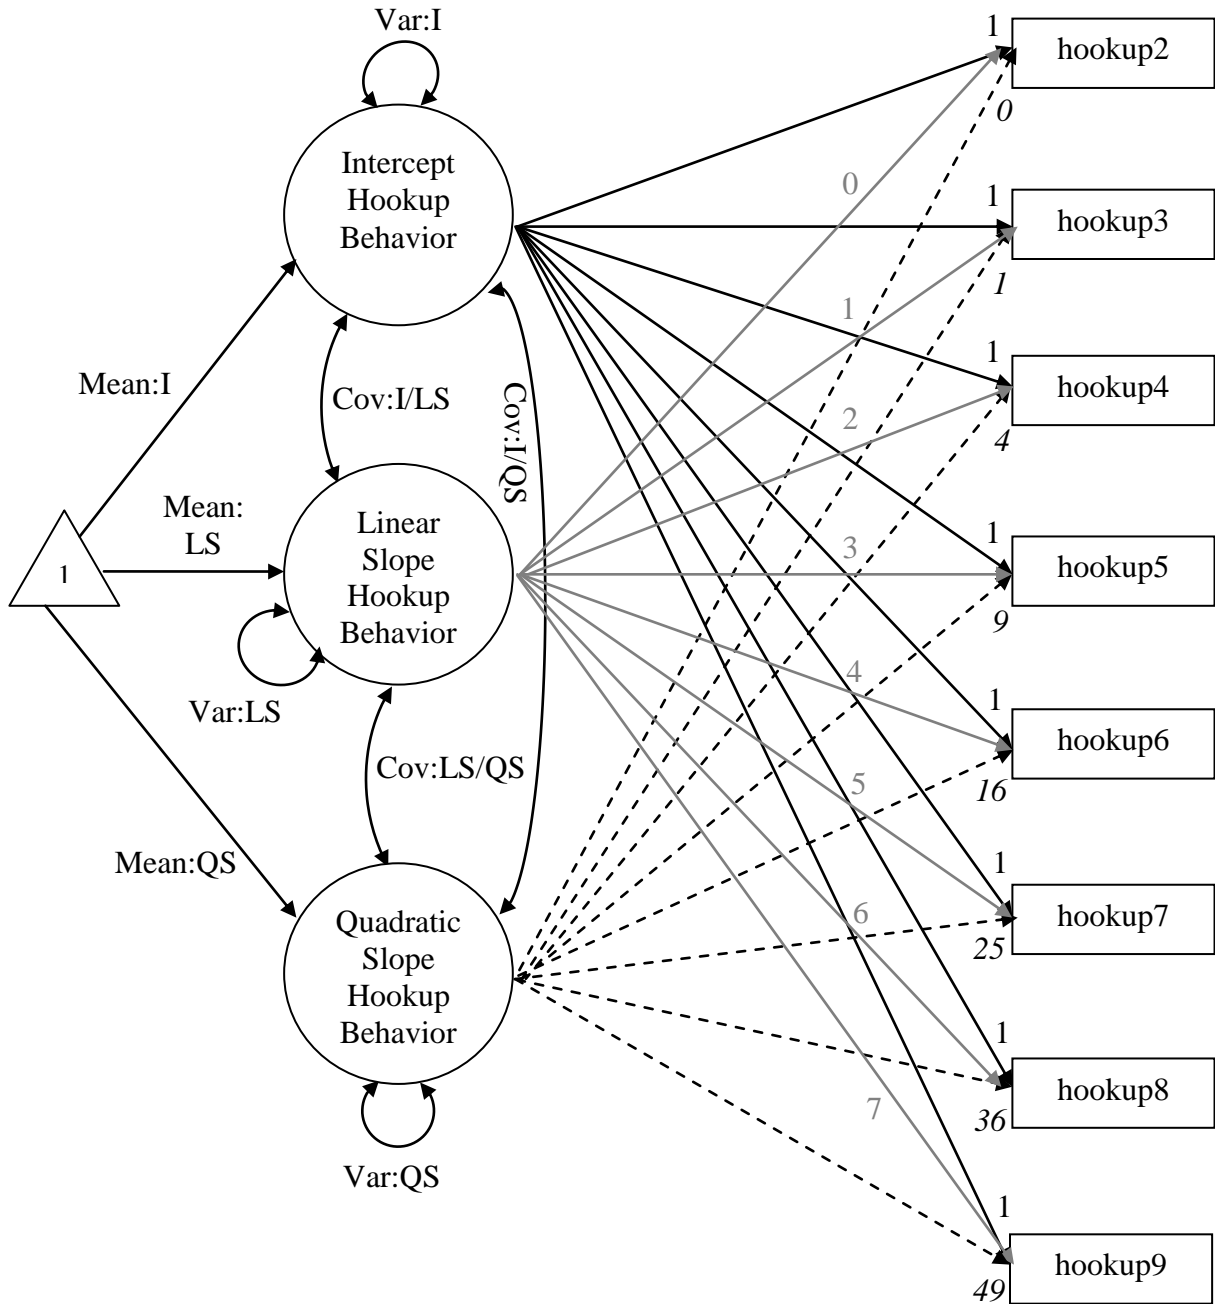 Var:I
Intercept
Hookup
Behavior
Mean:I
Cov:I/LS
Cov:I/QS
Mean:
LS
1
Linear
Slope
Hookup
Behavior
Var:LS
Cov:LS/QS
Mean:QS
Quadratic
Slope
Hookup
Behavior
Var:QS
0
1
2
3
4
5
6
7
1
hookup2
0
1
hookup3
1
1
hookup4
4
1
hookup5
9
1
hookup6
16
1
hookup7
25
1
hookup8
36
1
hookup9
49